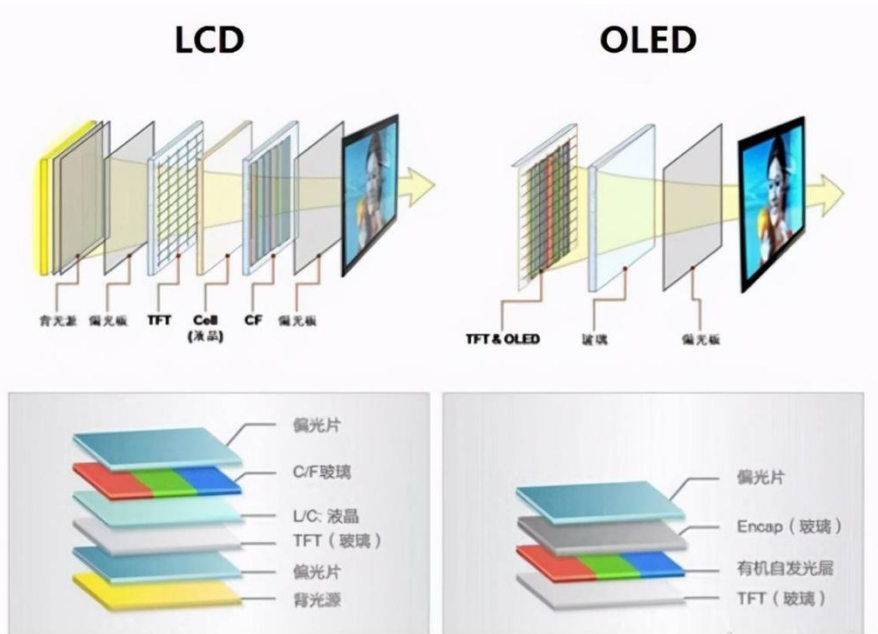 LCD
OLED
背光源 偏光板 TFT Cell CF 偏光板
(液晶)
TFT & OLED 玻璃 偏光板
偏光片
C/F玻璃
L/C: 液晶
TFT（玻璃）
偏光片
背光源
偏光片
Encap（玻璃）
有机自发光层
TFT（玻璃）